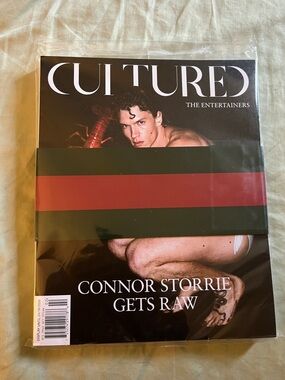 CULTURED
THE ENTERTAINERS
CONNOR STORRIE
GETS RAW